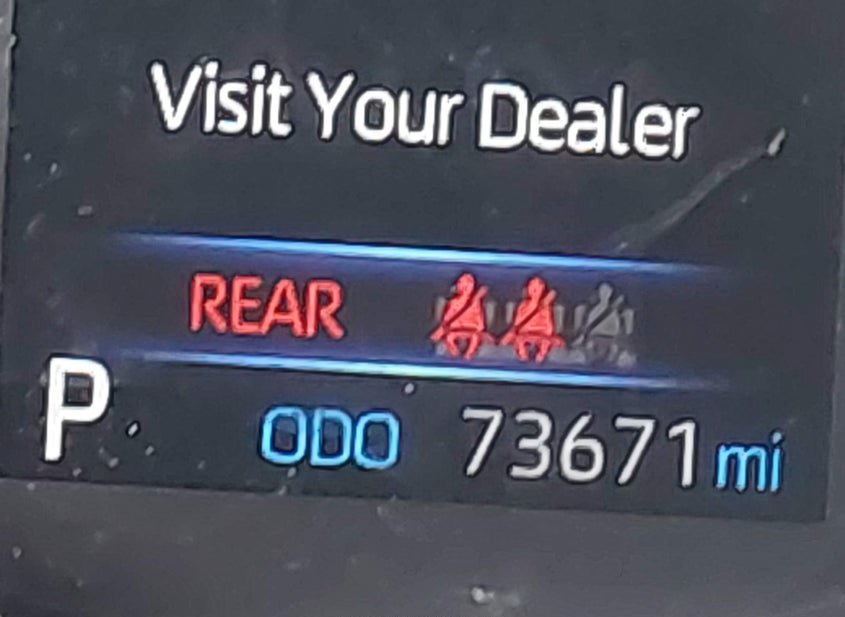 Visit Your Dealer
REAR
P
ODO 73671 mi